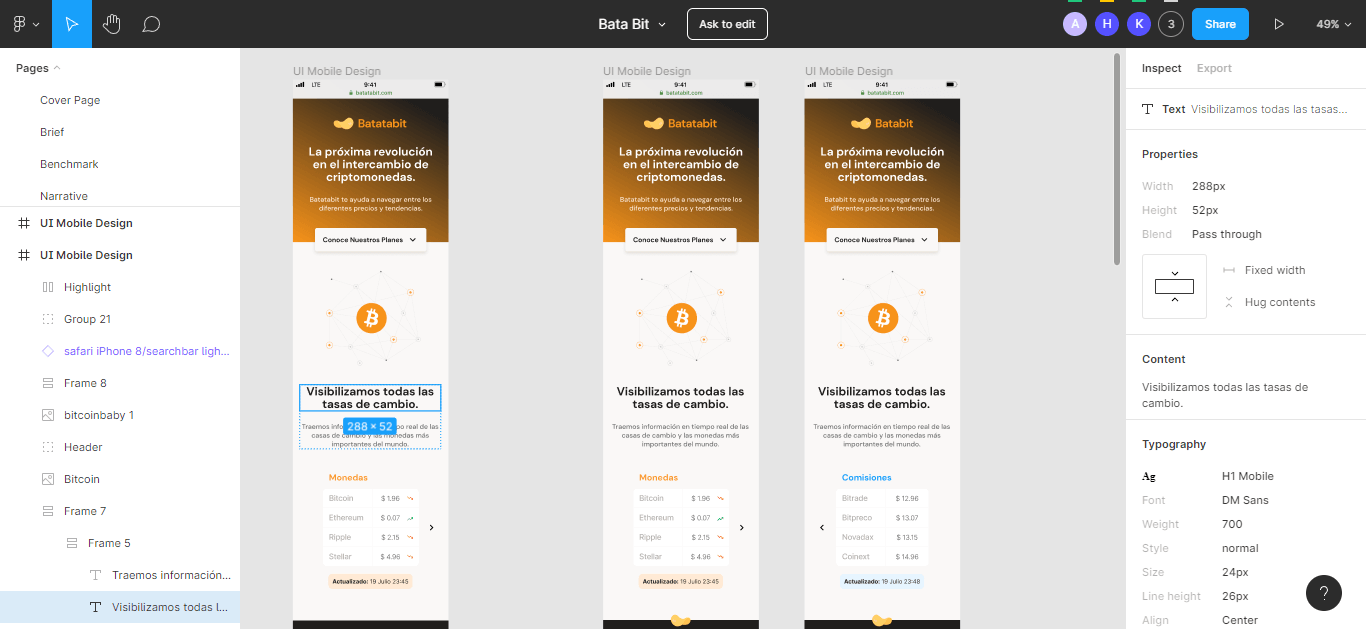 Bata Bit
Ask to edit
A
H
K
3
Share
49%
Pages
Cover Page
Brief
Benchmark
Narrative
UI Mobile Design
UI Mobile Design
Highlight
Group 21
safari iPhone 8/searchbar ligh...
Frame 8
bitcoinbaby 1
Header
Bitcoin
Frame 7
Frame 5
Traemos información...
Visibilizamos todas l...
UI Mobile Design
LTE
9:41
batatabit.com
Batatabit
La próxima revolución
en el intercambio de
criptomonedas.
Batatabit te ayuda a navegar entre los
diferentes precios y tendencias.
Conoce Nuestros Planes
Visibilizamos todas las
tasas de cambio.
288 × 52
Traemos info po real de las
casas de cambio y las monedas más
importantes del mundo.
Monedas
Bitcoin $ 1.96
Ethereum $ 0.07
Ripple $ 2.15
Stellar $ 4.96
Actualizado: 19 Julio 23:45
UI Mobile Design
LTE
9:41
batatabit.com
Batatabit
La próxima revolución
en el intercambio de
criptomonedas.
Batatabit te ayuda a navegar entre los
diferentes precios y tendencias.
Conoce Nuestros Planes
Visibilizamos todas las
tasas de cambio.
Traemos información en tiempo real de las
casas de cambio y las monedas más
importantes del mundo.
Monedas
Bitcoin $ 1.96
Ethereum $ 0.07
Ripple $ 2.15
Stellar $ 4.96
Actualizado: 19 Julio 23:45
UI Mobile Design
LTE
9:41
batatabit.com
Batatabit
La próxima revolución
en el intercambio de
criptomonedas.
Batatabit te ayuda a navegar entre los
diferentes precios y tendencias.
Conoce Nuestros Planes
Visibilizamos todas las
tasas de cambio.
Traemos información en tiempo real de las
casas de cambio y las monedas más
importantes del mundo.
Comisiones
Bitrade $ 12.96
Bitpreco $ 13.07
Novadax $ 13.15
Coinext $ 14.96
Actualizado: 19 Julio 23:48
Inspect Export
Text Visibilizamos todas las tasas...
Properties
Width 288px
Height 52px
Blend Pass through
Fixed width
Hug contents
Content
Visibilizamos todas las tasas de
cambio.
Typography
Ag H1 Mobile
Font DM Sans
Weight 700
Style normal
Size 24px
Line height 26px
Align Center
?